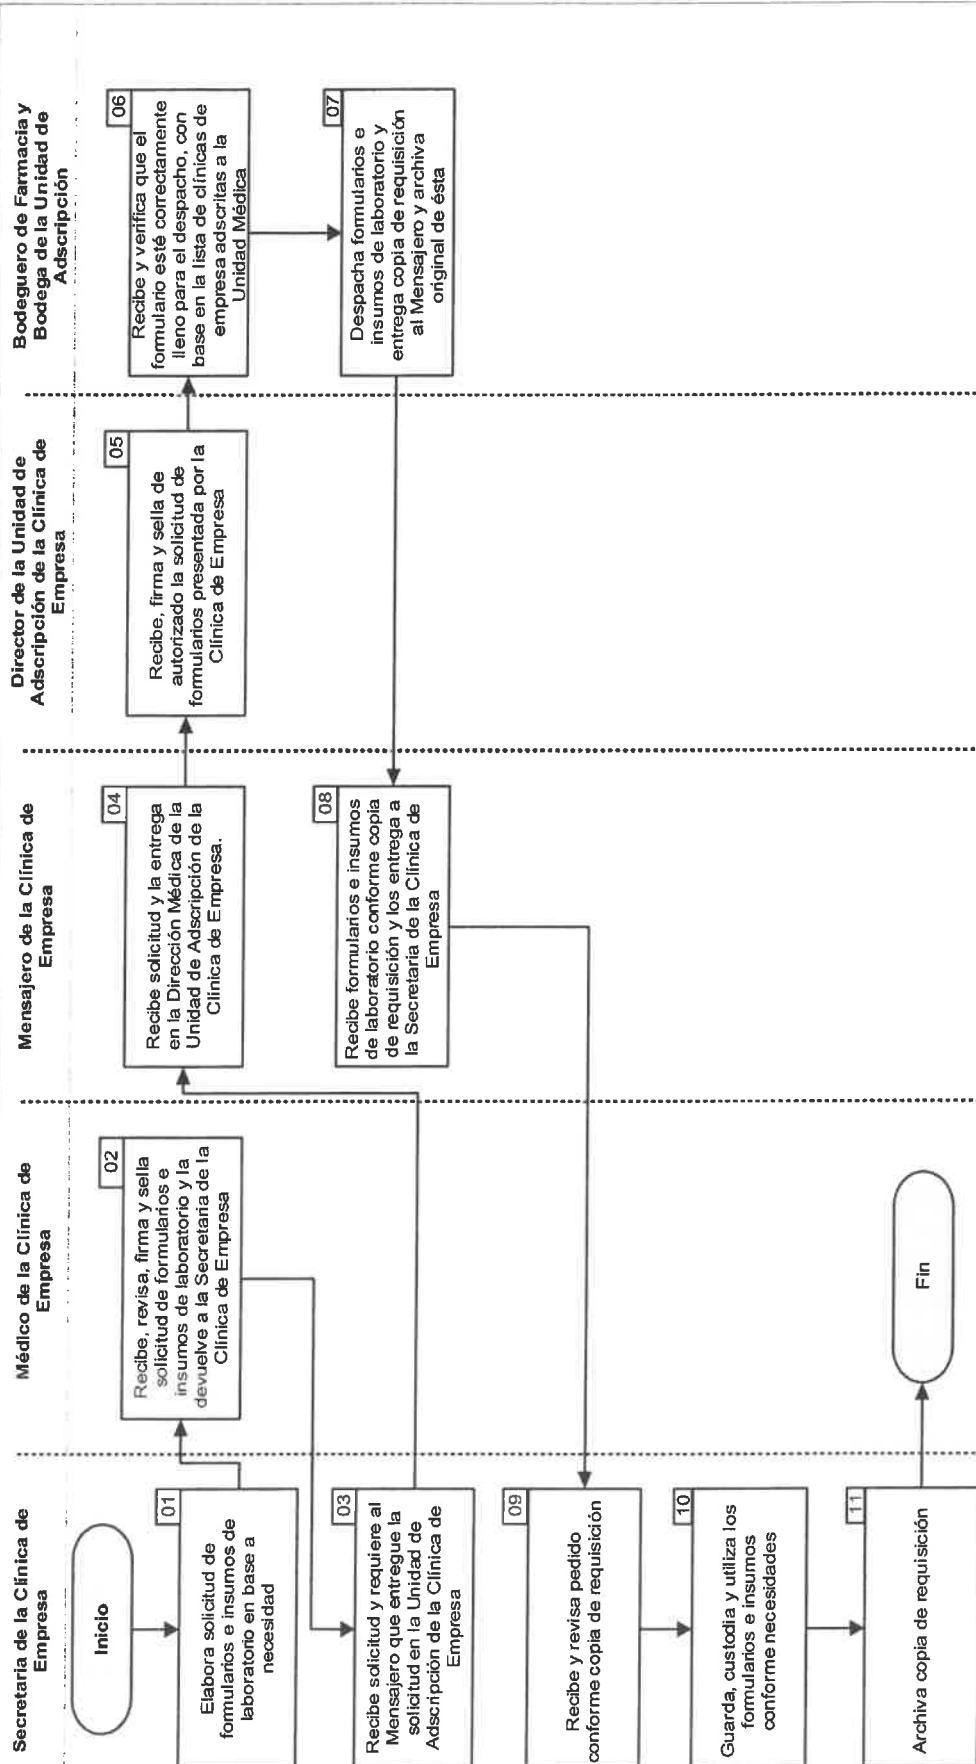 Secretaria de la Clínica de
Empresa
Médico de la Clínica de
Empresa
Mensajero de la Clínica de
Empresa
Director de la Unidad de
Adscripción de la Clínica de
Empresa
Bodeguero de Farmacia y
Bodega de la Unidad de
Adscripción
Inicio
01
Elabora solicitud de
formularios e insumos de
laboratorio en base a
necesidad
02
Recibe, revisa, firma y sella
solicitud de formularios e
insumos de laboratorio y la
devuelve a la Secretaria de la
Clínica de Empresa
03
Recibe solicitud y requiere al
Mensajero que entregue la
solicitud en la Unidad de
Adscripción de la Clínica de
Empresa
04
Recibe solicitud y la entrega
en la Dirección Médica de la
Unidad de Adscripción de la
Clínica de Empresa.
05
Recibe, firma y sella de
autorizado la solicitud de
formularios presentada por la
Clínica de Empresa
06
Recibe y verifica que el
formulario esté correctamente
lleno para el despacho, con
base en la lista de clínicas de
empresa adscritas a la
Unidad Médica
07
Despacha formularios e
insumos de laboratorio y
entrega copia de requisición
al Mensajero y archiva
original de ésta
08
Recibe formularios e insumos
de laboratorio conforme copia
de requisición y los entrega a
la Secretaria de la Clínica de
Empresa
09
Recibe y revisa pedido
conforme copia de requisición
10
Guarda, custodia y utiliza los
formularios e insumos
conforme necesidades
11
Archiva copia de requisición
Fin